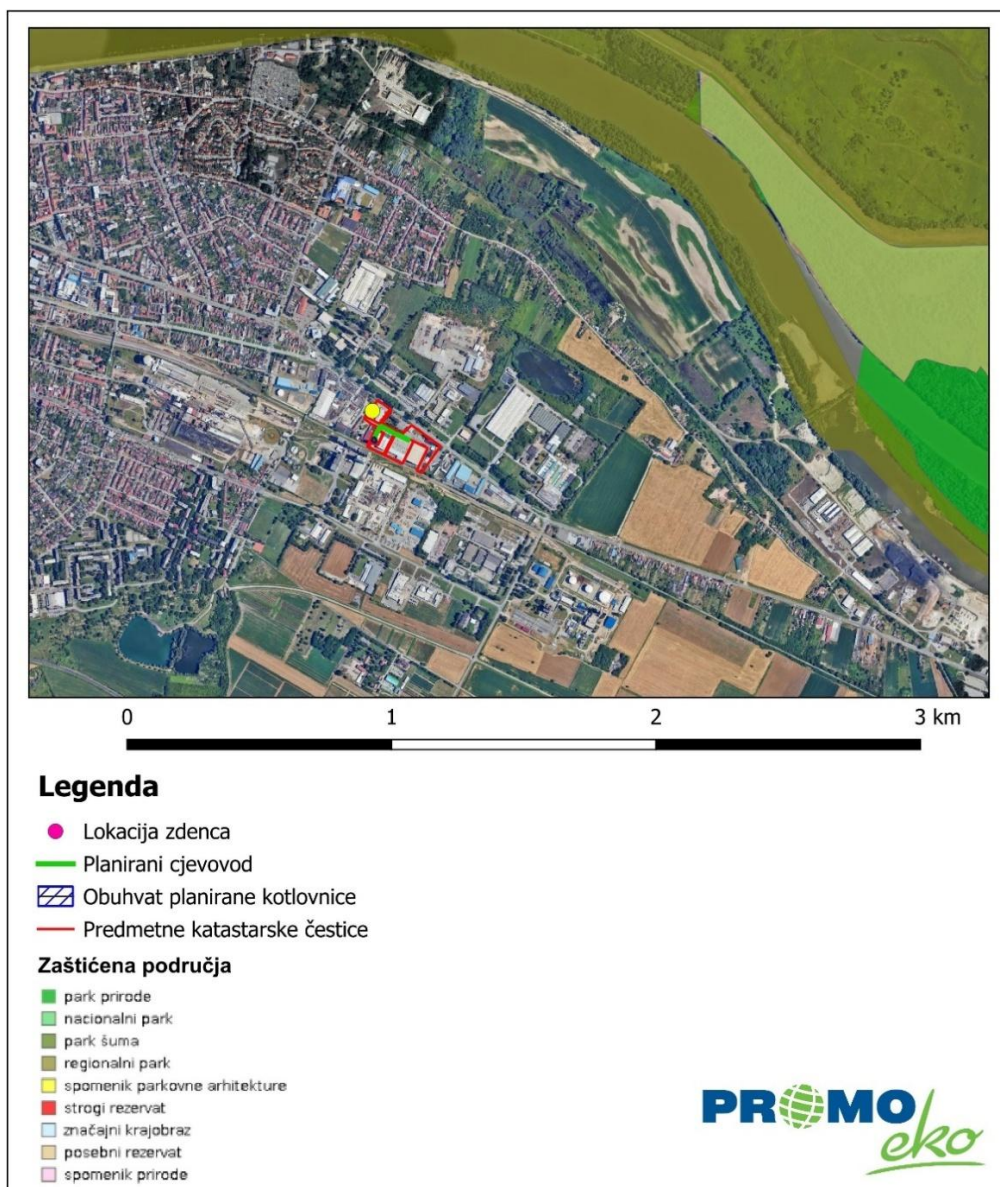 0 1 2 3 km
Legenda
Lokacija zdenca
Planirani cjevovod
Obuhvat planirane kotlovnice
Predmetne katastarske čestice
Zaštićena područja
park prirode
nacionalni park
park šuma
regionalni park
spomenik parkovne arhitekture
strogi rezervat
značajni krajobraz
posebni rezervat
spomenik prirode
PROMO
eko